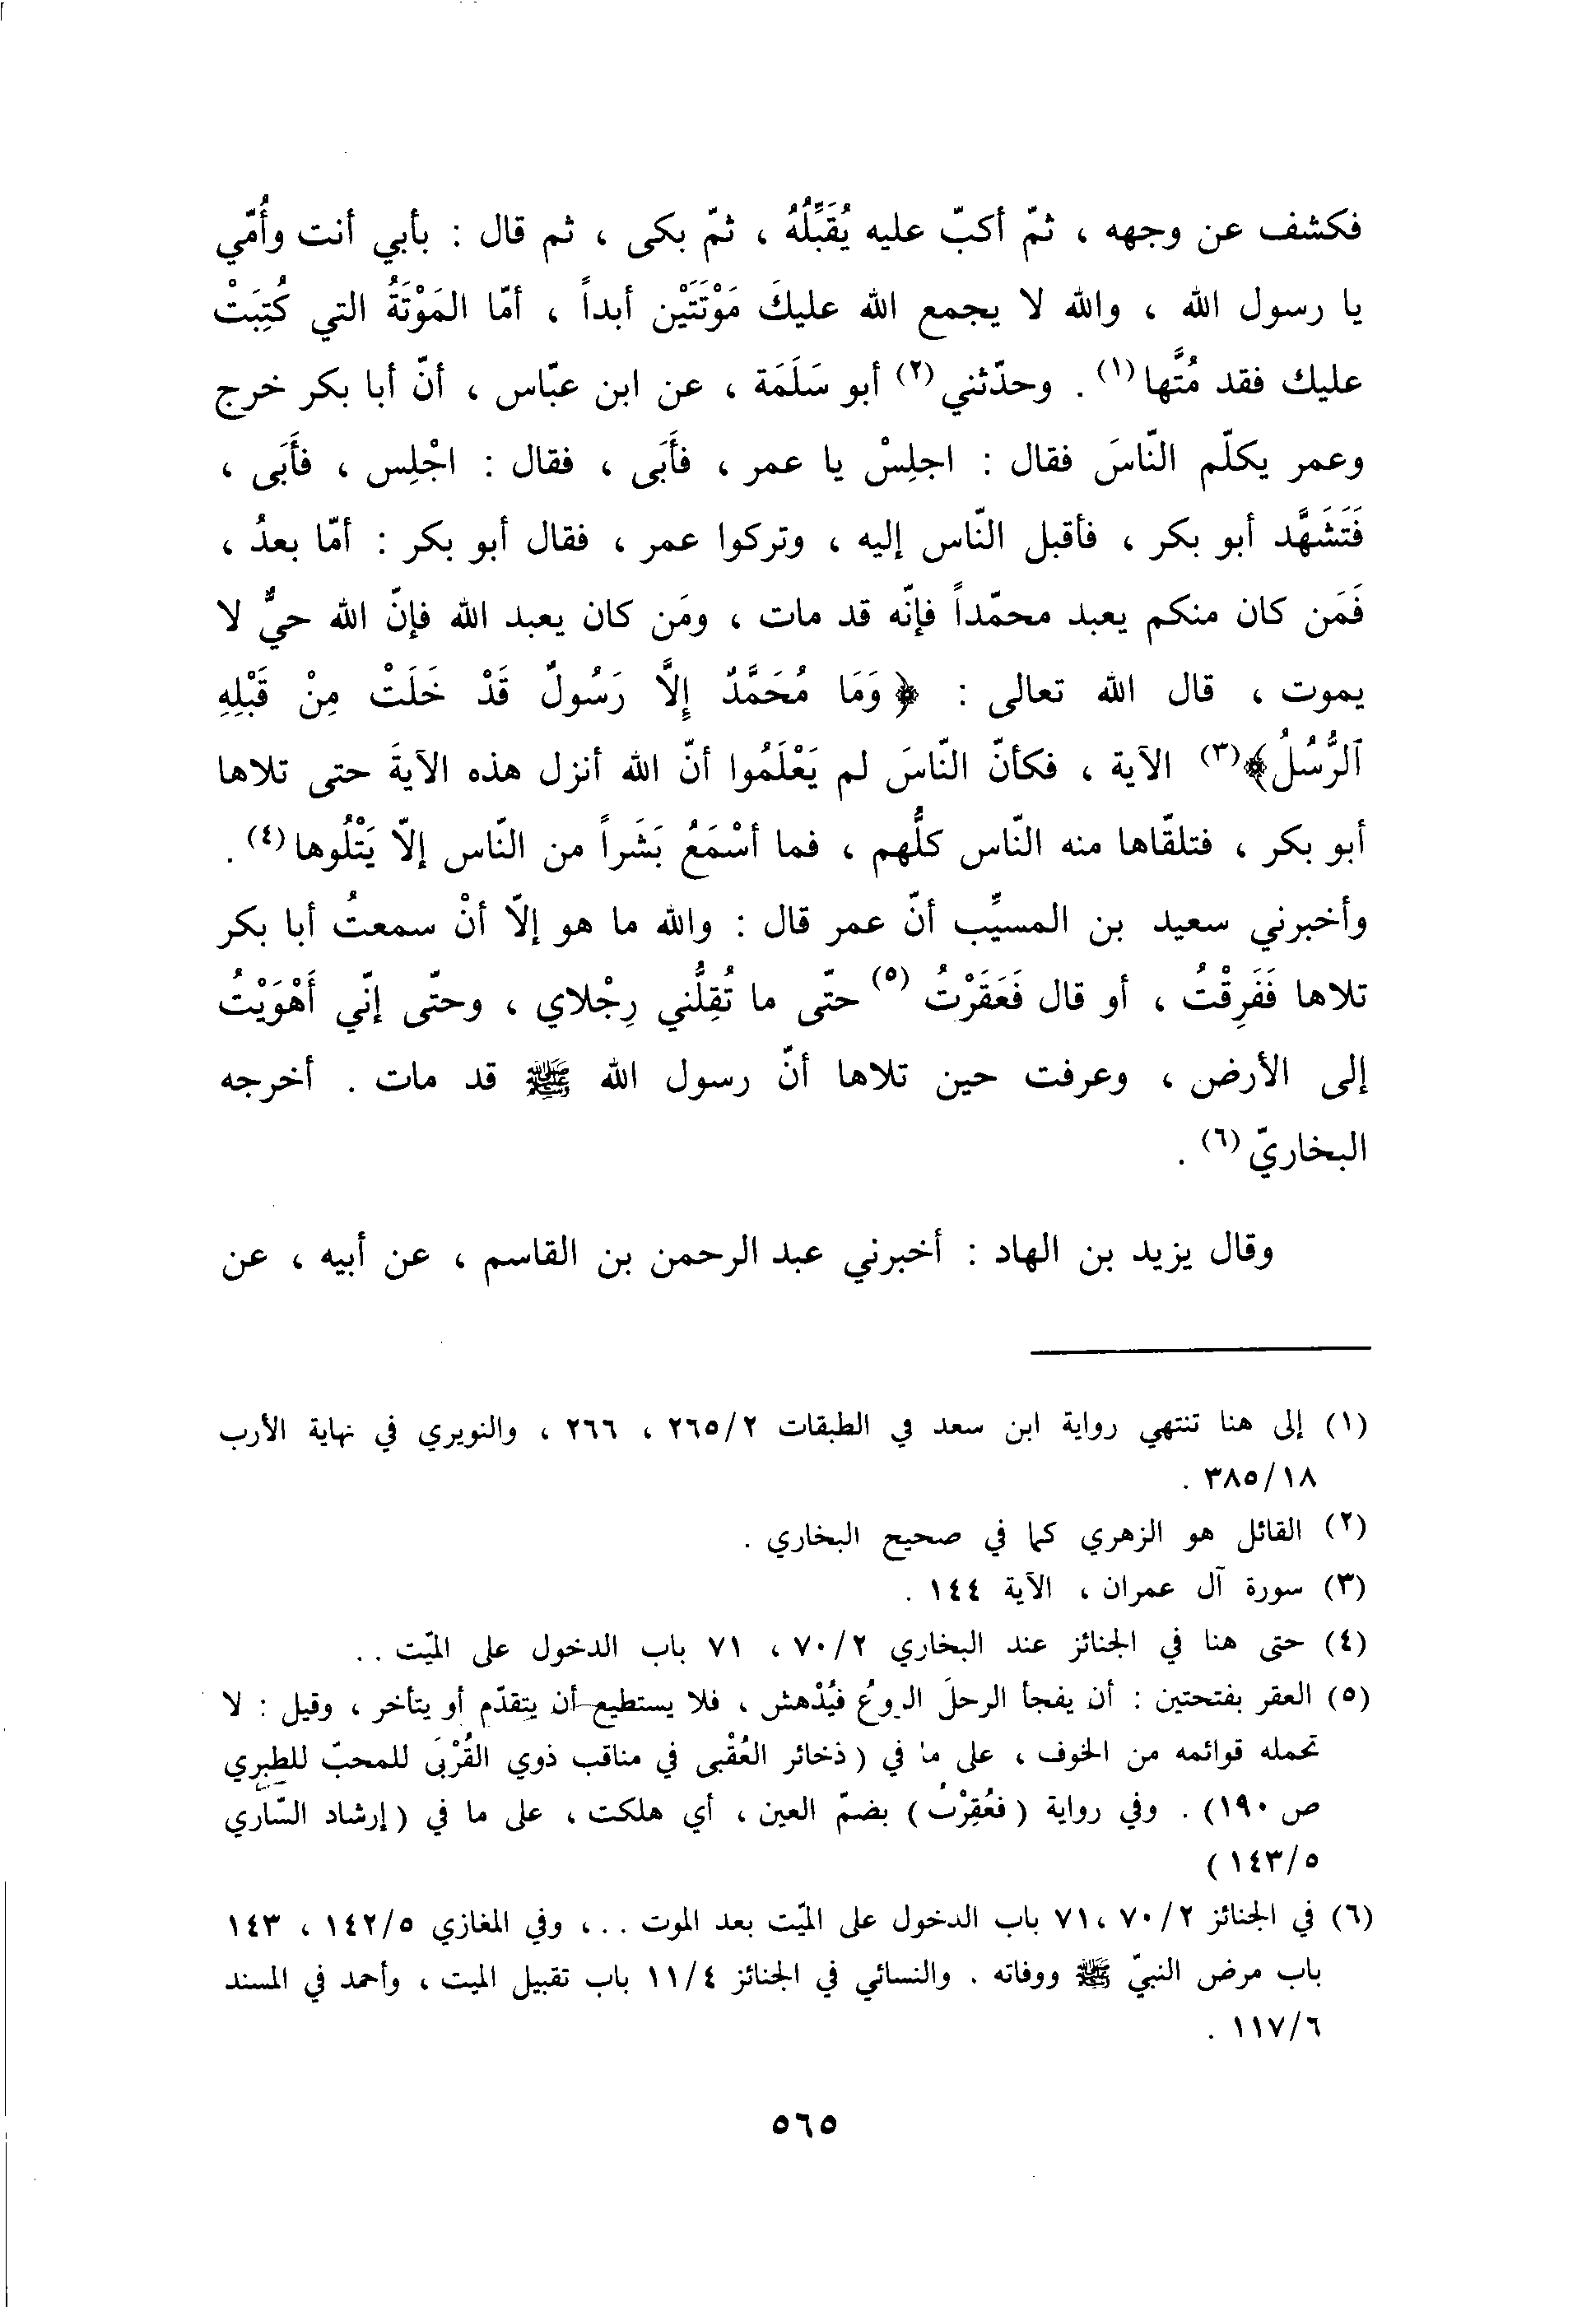 فكشف عن وجهه ، ثمّ أكبّ عليه يُقَبِّلُهُ ، ثمّ بكى ، ثم قال : بأبي أنت وأُمّي
يا رسول الله ، والله لا يجمع الله عليكَ مَوْتَتَيْن أبداً ، أمّا المَوْتَةُ التي كُتِبَتْ
عليك فقد مُتَّها (١) . وحدّثني (٢) أبو سَلَمَة ، عن ابن عبّاس ، أنّ أبا بكر خرج
وعمر يكلّم النّاسَ فقال : اجلِسْ يا عمر ، فأَبَى ، فقال : اجْلِس ، فأَبَى ،
فَتَشَهَّد أبو بكر ، فأقبل النّاس إليه ، وتركوا عمر ، فقال أبو بكر : أمّا بعدُ ،
فَمَن كان منكم يعبد محمّداً فإنّه قد مات ، ومَن كان يعبد الله فإنّ الله حيٌّ لا
يموت ، قال الله تعالى : ﴿ وَمَا مُحَمَّدٌ إِلَّا رَسُولٌ قَدْ خَلَتْ مِنْ قَبْلِهِ
ٱلرُّسُلُ﴾ (٣) الآية ، فكأنّ النّاسَ لم يَعْلَمُوا أنّ الله أنزل هذه الآيةَ حتى تلاها
أبو بكر ، فتلقّاها منه النّاس كلُّهم ، فما أسْمَعُ بَشَراً من النّاس إلاّ يَتْلُوها (٤) .
وأخبرني سعيد بن المسيِّب أنّ عمر قال : والله ما هو إلاّ أنْ سمعتُ أبا بكر
تلاها فَفَرِقْتُ ، أو قال فَعَقَرْتُ (٥) حتّى ما تُقِلُّني رِجْلاي ، وحتّى إنّي أَهْوَيْتُ
إلى الأرض ، وعرفت حين تلاها أنّ رسول الله ﷺ قد مات . أخرجه
البخاريّ (٦) .
وقال يزيد بن الهاد : أخبرني عبد الرحمن بن القاسم ، عن أبيه ، عن
(١) إلى هنا تنتهي رواية ابن سعد في الطبقات ٢/٢٦٥ ، ٢٦٦ ، والنويري في نهاية الأرب
١٨/٣٨٥ .
(٢) القائل هو الزهري كما في صحيح البخاري .
(٣) سورة آل عمران ، الآية ١٤٤ .
(٤) حتى هنا في الجنائز عند البخاري ٢/٧٠ ، ٧١ باب الدخول على الميّت . .
(٥) العقر بفتحتين : أن يفجأ الرجلَ الروعُ فيُدْهش ، فلا يستطيع أن يتقدّم أو يتأخر ، وقيل : لا
تحمله قوائمه من الخوف ، على ما في ( ذخائر العُقْبى في مناقب ذوي القُرْبَى للمحبّ للطبري
ص ١٩٠) . وفي رواية ( فعُقِرْتُ ) بضمّ العين ، أي هلكت ، على ما في ( إرشاد السّاري
٥/١٤٣ )
(٦) في الجنائز ٢/٧٠ ،٧١ باب الدخول على الميّت بعد الموت . . ، وفي المغازي ٥/١٤٢ ، ١٤٣
باب مرض النبيّ ﷺ ووفاته . والنسائي في الجنائز ٤/١١ باب تقبيل الميت ، وأحمد في المسند
٦/١١٧ .
٥٦٥